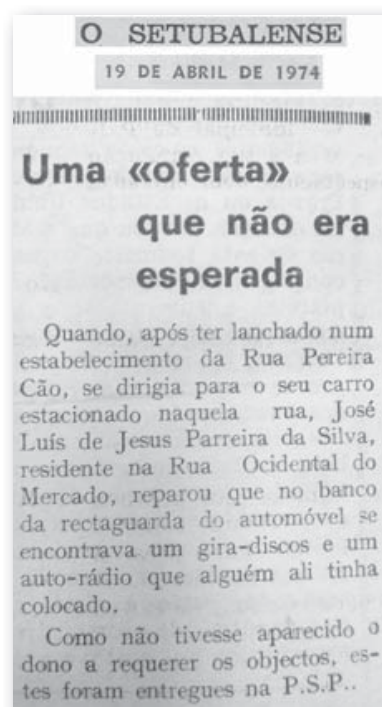 O SETUBALENSE
19 DE ABRIL DE 1974
Uma «oferta»
que não era
esperada
Quando, após ter lanchado num
estabelecimento da Rua Pereira
Cão, se dirigia para o seu carro
estacionado naquela rua, José
Luís de Jesus Parreira da Silva,
residente na Rua Ocidental do
Mercado, reparou que no banco
da rectaguarda do automóvel se
encontrava um gira-discos e um
auto-rádio que alguém ali tinha
colocado.
Como não tivesse aparecido o
dono a requerer os objectos, es-
tes foram entregues na P.S.P..